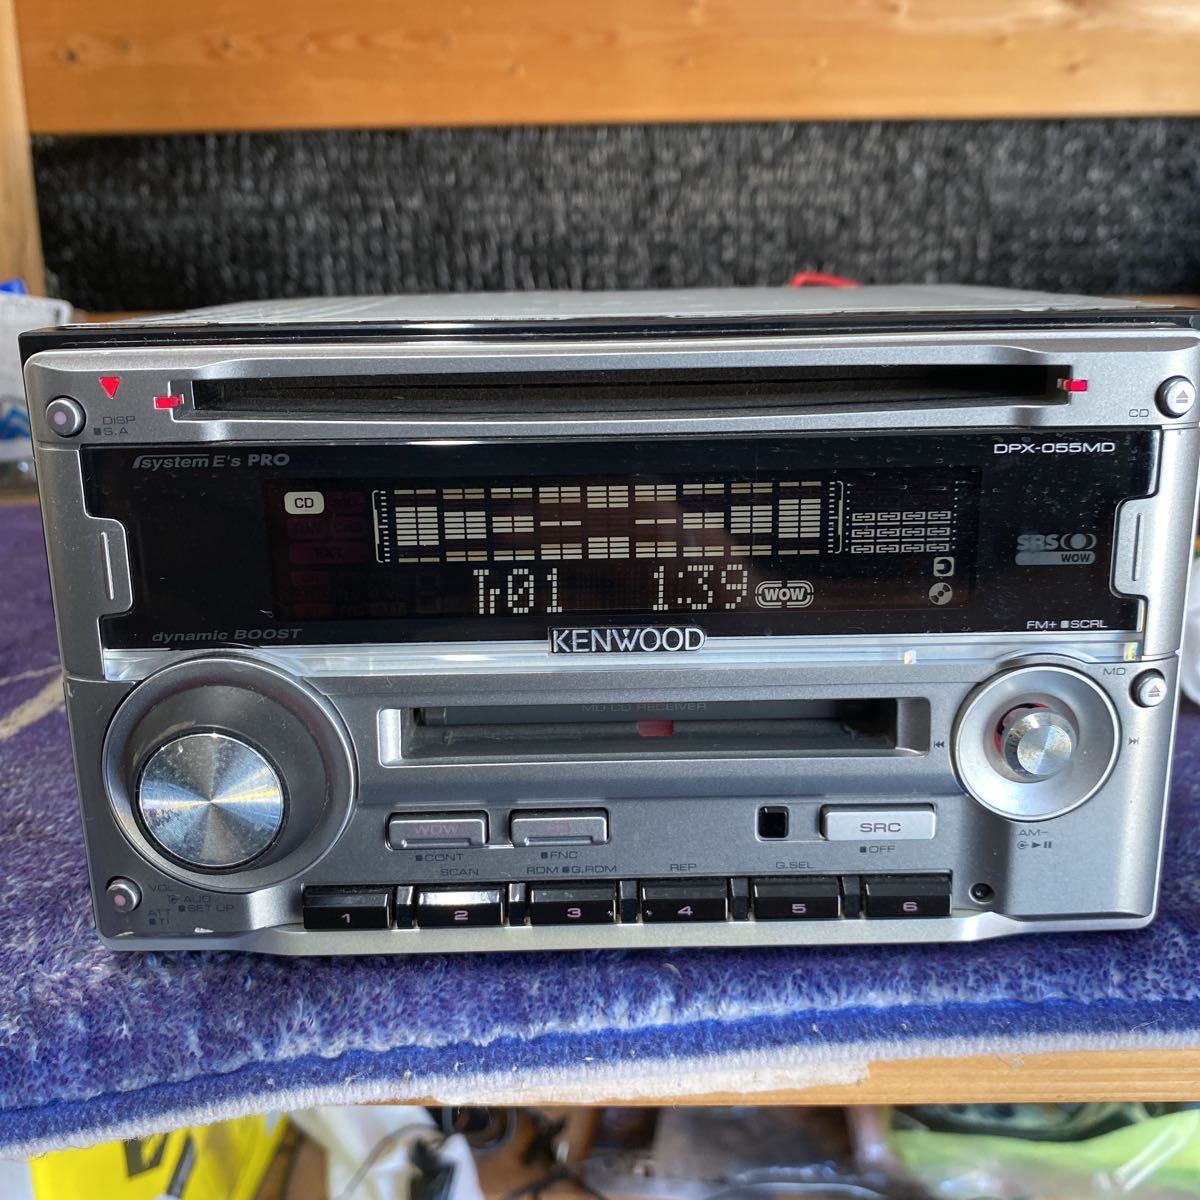 CD
DISP
■S.A
system E's PRO
DPX-055MD
CD
Tr01 1:39 WOW
SRS
WOW
dynamic BOOST
KENWOOD
FM+ ■SCRL
MD
MD CD RECEIVER
WOW
■CONT
■FNC
SRC
■OFF
AM-
VOL
AUD
■SET UP
ATT
■TI
SCAN
RDM ■G.RDM
REP
G.SEL
1 2 3 4 5 6